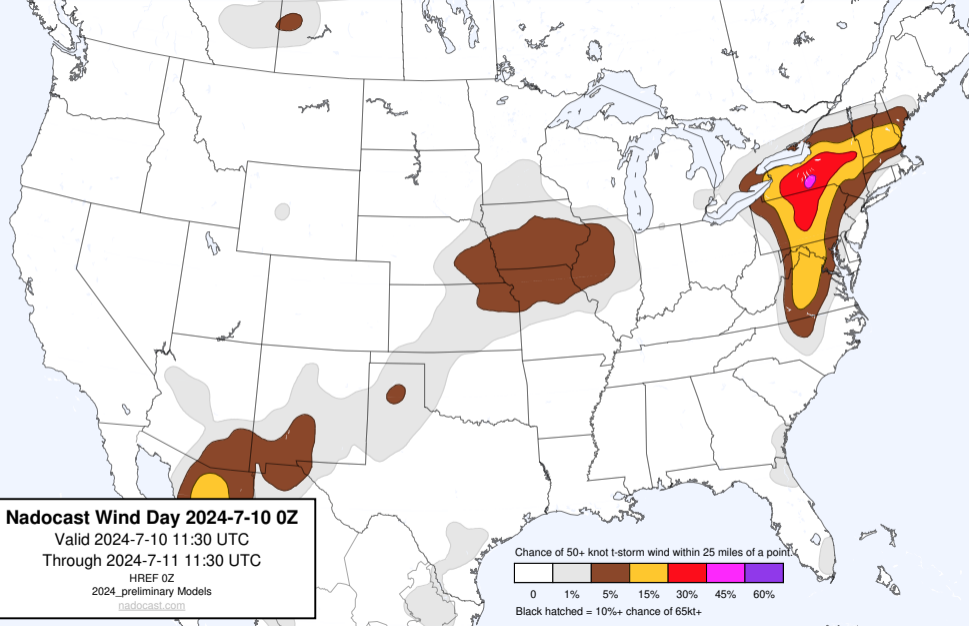 Nadocast Wind Day 2024-7-10 0Z
Valid 2024-7-10 11:30 UTC
Through 2024-7-11 11:30 UTC
HREF 0Z
2024_preliminary Models
nadocast.com
Chance of 50+ knot t-storm wind within 25 miles of a point.
0 1% 5% 15% 30% 45% 60%
Black hatched = 10%+ chance of 65kt+